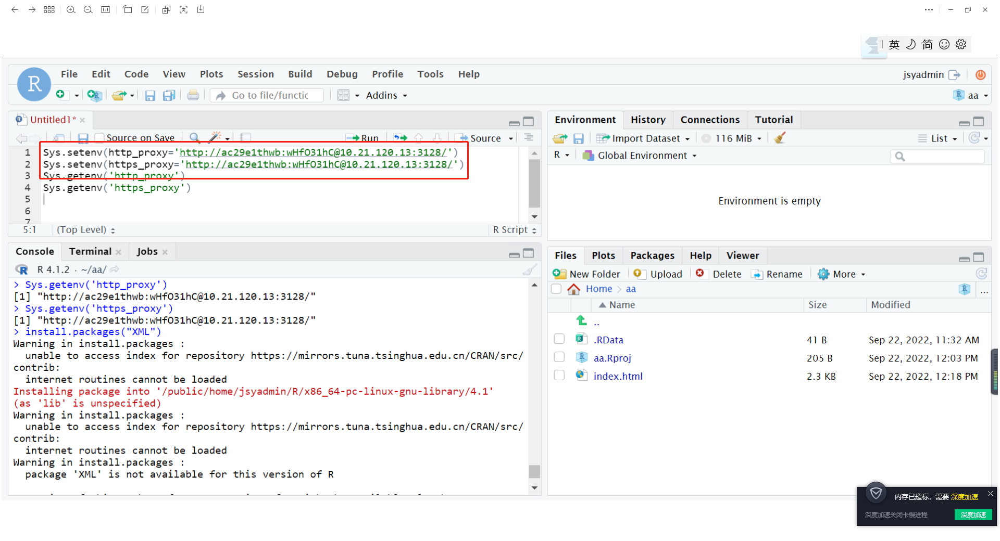 英 简
File Edit Code View Plots Session Build Debug Profile Tools Help
jsyadmin
R
Go to file/functic
Addins
aa
Untitled1*
Source on Save
Run
Source
1 Sys.setenv(http_proxy='http://ac29e1thwb:wHfO31hC@10.21.120.13:3128/')
2 Sys.setenv(https_proxy='http://ac29e1thwb:wHfO31hC@10.21.120.13:3128/')
3 Sys.getenv('http_proxy')
4 Sys.getenv('https_proxy')
5
6
7
5:1 (Top Level) R Script
Console Terminal Jobs
R 4.1.2 · ~/aa/
> Sys.getenv('http_proxy')
[1] "http://ac29e1thwb:wHfO31hC@10.21.120.13:3128/"
> Sys.getenv('https_proxy')
[1] "http://ac29e1thwb:wHfO31hC@10.21.120.13:3128/"
> install.packages("XML")
Warning in install.packages :
unable to access index for repository https://mirrors.tuna.tsinghua.edu.cn/CRAN/src/
contrib:
internet routines cannot be loaded
Installing package into '/public/home/jsyadmin/R/x86_64-pc-linux-gnu-library/4.1'
(as 'lib' is unspecified)
Warning in install.packages :
unable to access index for repository https://mirrors.tuna.tsinghua.edu.cn/CRAN/src/
contrib:
internet routines cannot be loaded
Warning in install.packages :
package 'XML' is not available for this version of R
Environment History Connections Tutorial
Import Dataset 116 MiB List
R Global Environment
Environment is empty
Files Plots Packages Help Viewer
New Folder Upload Delete Rename More
Home aa ...
Name Size Modified
..
.RData 41 B Sep 22, 2022, 11:32 AM
aa.Rproj 205 B Sep 22, 2022, 12:03 PM
index.html 2.3 KB Sep 22, 2022, 12:18 PM
内存已超标，需要 深度加速
深度加速关闭卡慢进程 深度加速